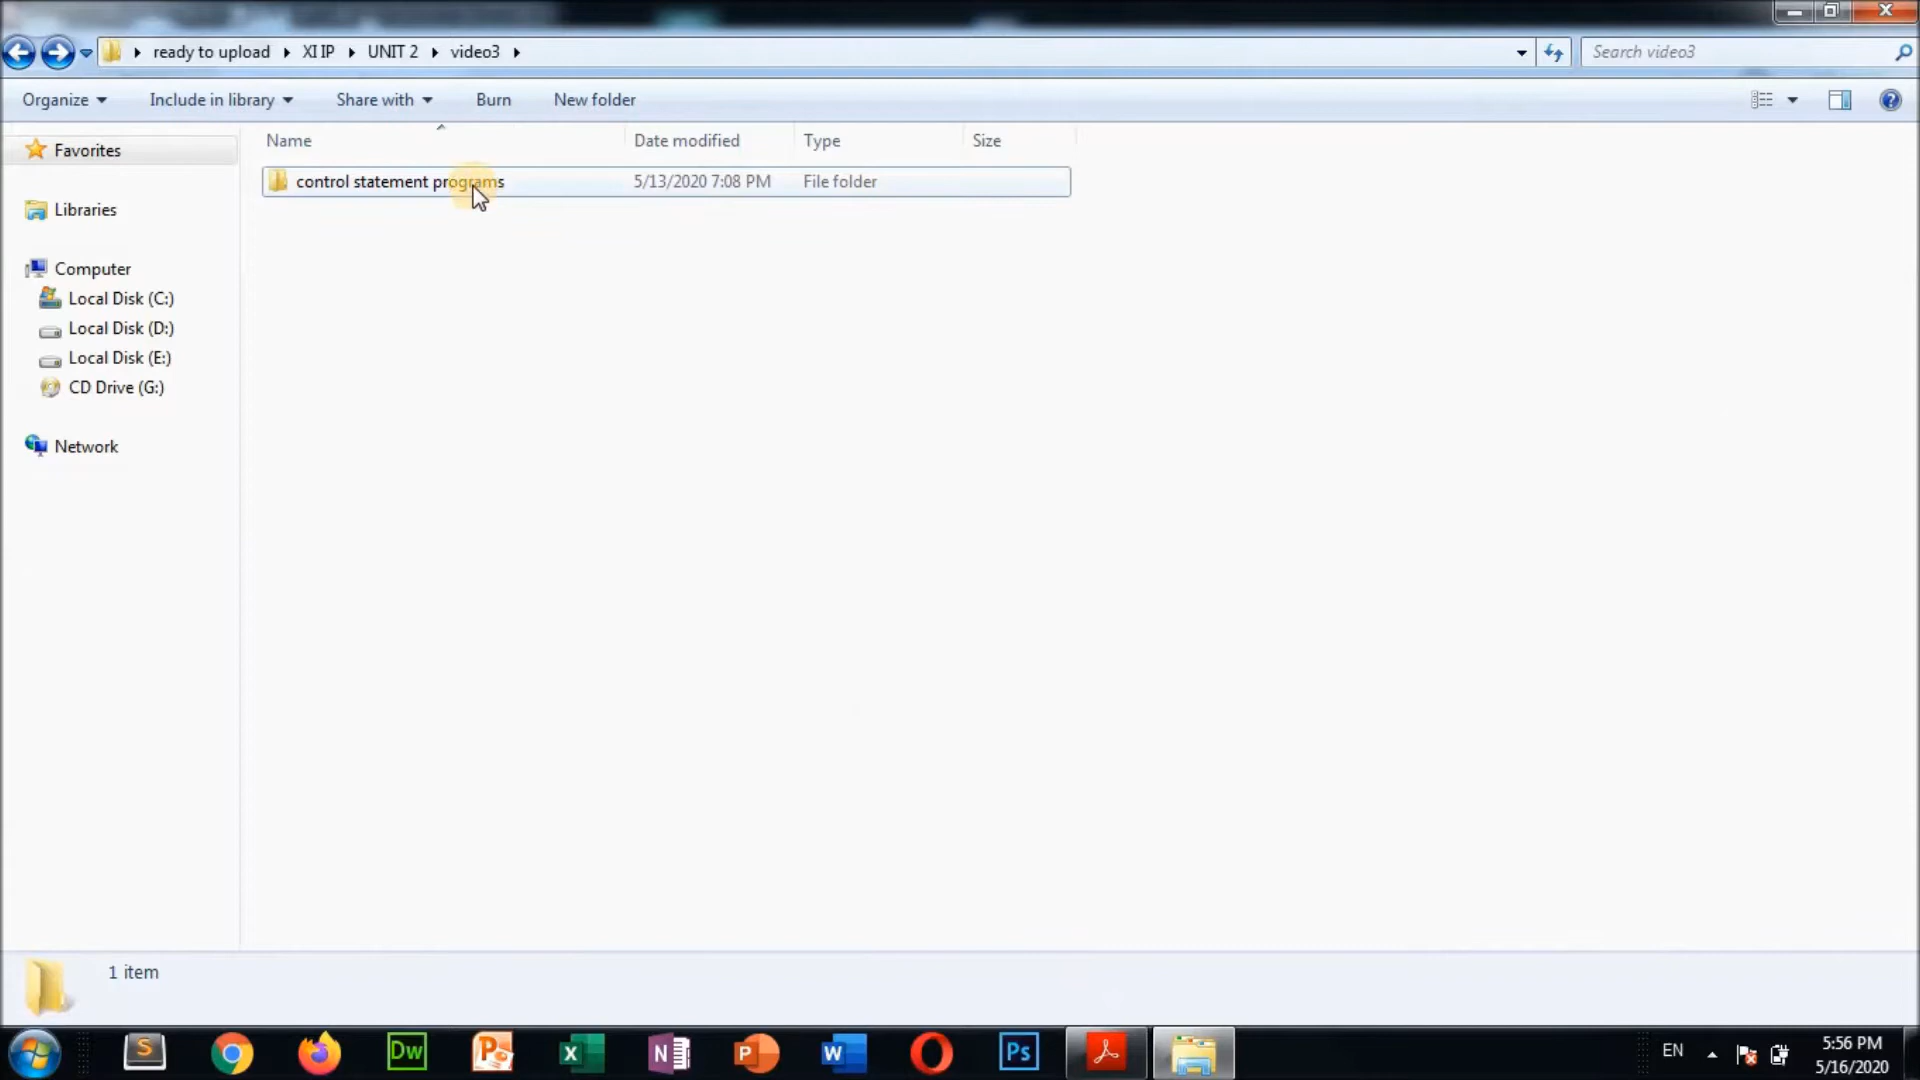 ready to upload XI IP UNIT 2 video3 Search video3
Organize Include in library Share with Burn New folder
Favorites
Libraries
Computer
Local Disk (C:)
Local Disk (D:)
Local Disk (E:)
CD Drive (G:)
Network
Name Date modified Type Size
control statement programs 5/13/2020 7:08 PM File folder
1 item
S Dw P X N P W Ps EN 5:56 PM
5/16/2020